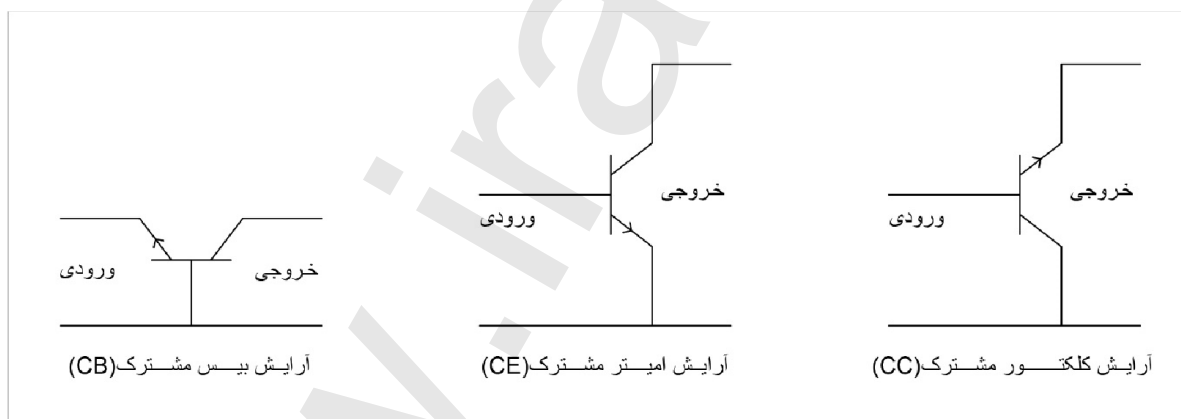 خروجی
ورودی
آرایش بیس مشترک(CB)
خروجی
ورودی
آرایش امیتر مشترک(CE)
خروجی
ورودی
آرایش کلکتور مشترک(CC)